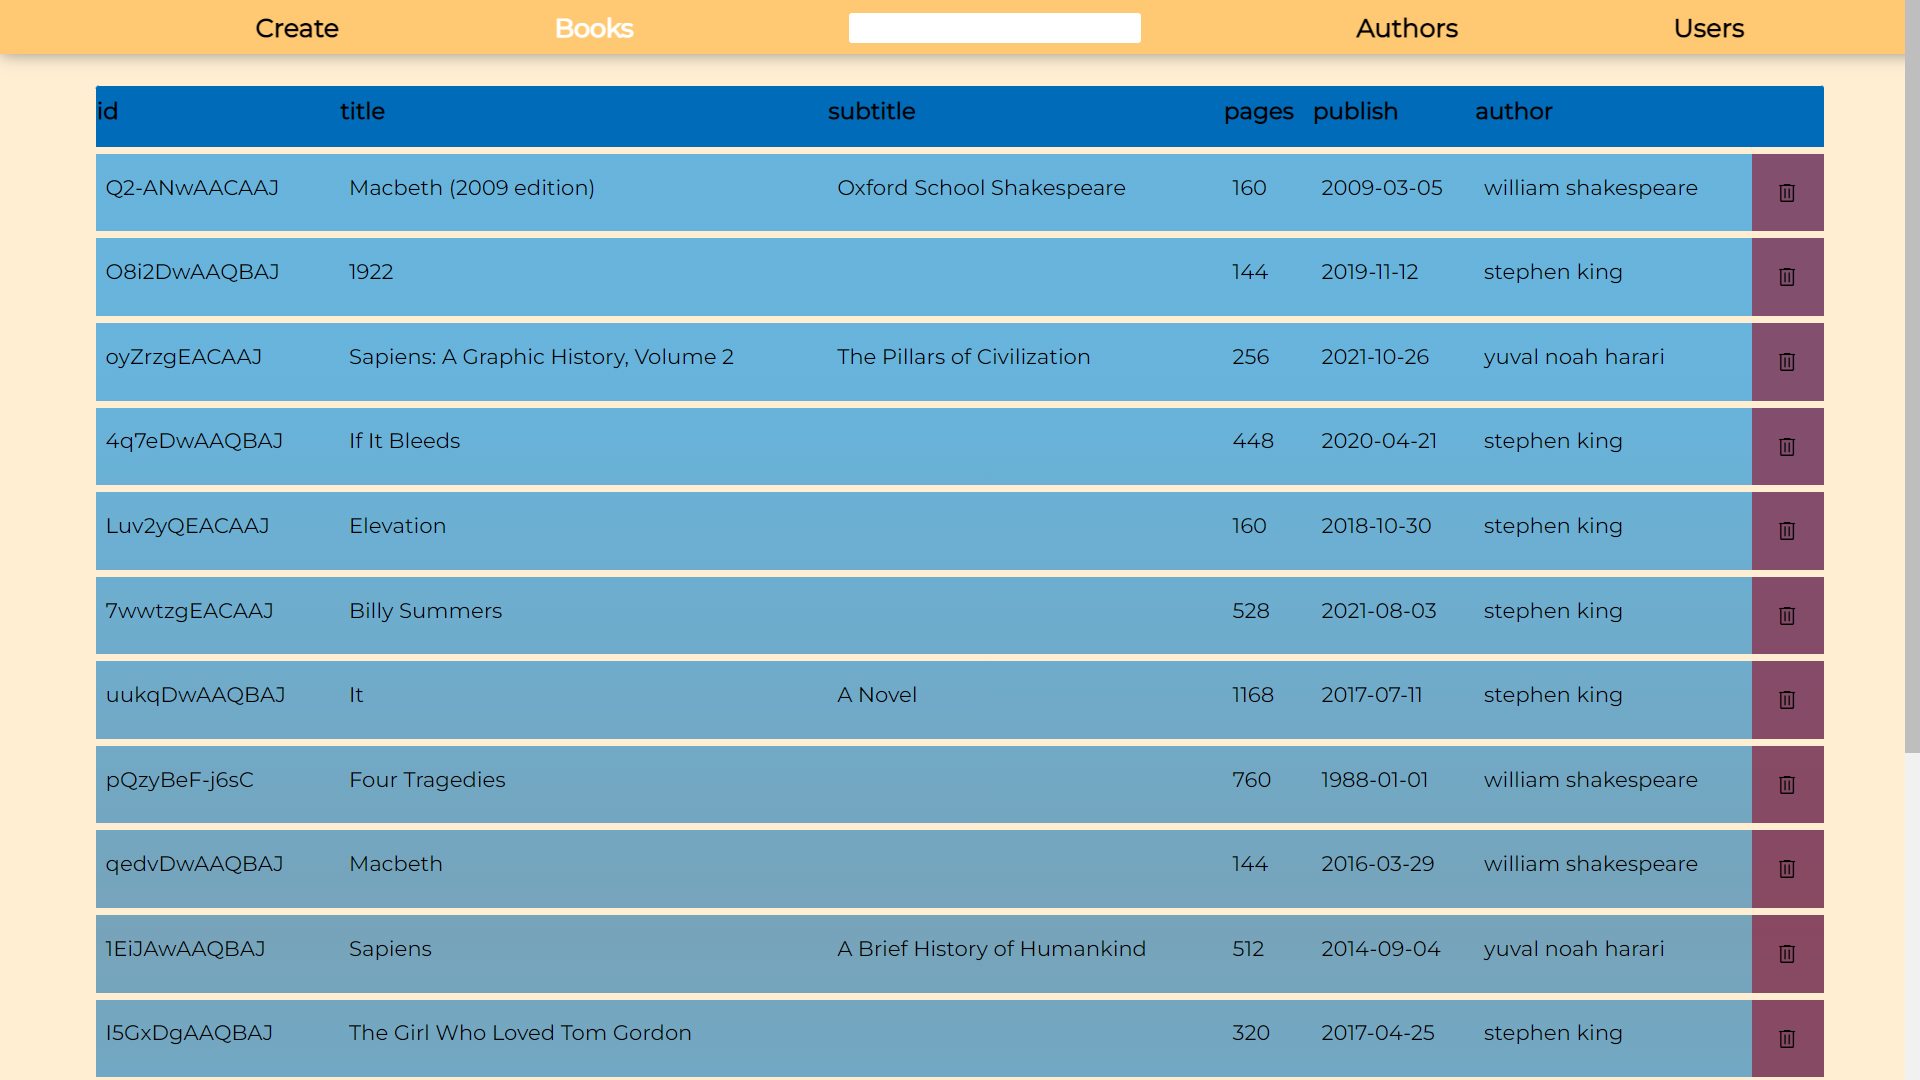 Create Books Authors Users
id title subtitle pages publish author
Q2-ANwAACAAJ Macbeth (2009 edition) Oxford School Shakespeare 160 2009-03-05 william shakespeare
O8i2DwAAQBAJ 1922 144 2019-11-12 stephen king
oyZrzgEACAAJ Sapiens: A Graphic History, Volume 2 The Pillars of Civilization 256 2021-10-26 yuval noah harari
4q7eDwAAQBAJ If It Bleeds 448 2020-04-21 stephen king
Luv2yQEACAAJ Elevation 160 2018-10-30 stephen king
7wwtzgEACAAJ Billy Summers 528 2021-08-03 stephen king
uukqDwAAQBAJ It A Novel 1168 2017-07-11 stephen king
pQzyBeF-j6sC Four Tragedies 760 1988-01-01 william shakespeare
qedvDwAAQBAJ Macbeth 144 2016-03-29 william shakespeare
1EiJAwAAQBAJ Sapiens A Brief History of Humankind 512 2014-09-04 yuval noah harari
I5GxDgAAQBAJ The Girl Who Loved Tom Gordon 320 2017-04-25 stephen king